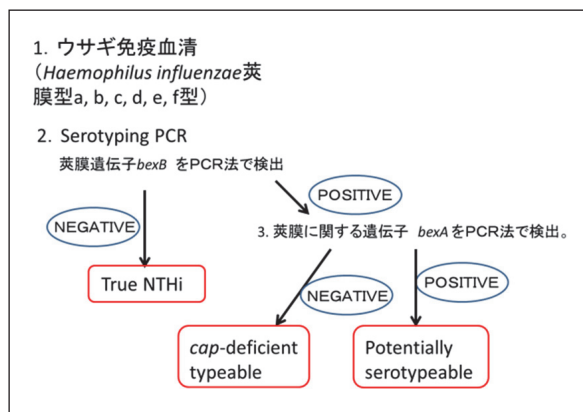 1. ウサギ免疫血清
（Haemophilus influenzae莢
膜型a, b, c, d, e, f型）
2. Serotyping PCR
莢膜遺伝子bexB をPCR法で検出
POSITIVE
NEGATIVE
3. 莢膜に関する遺伝子 bexAをPCR法で検出。
True NTHi
NEGATIVE
POSITIVE
cap-deficient
typeable
Potentially
serotypeable